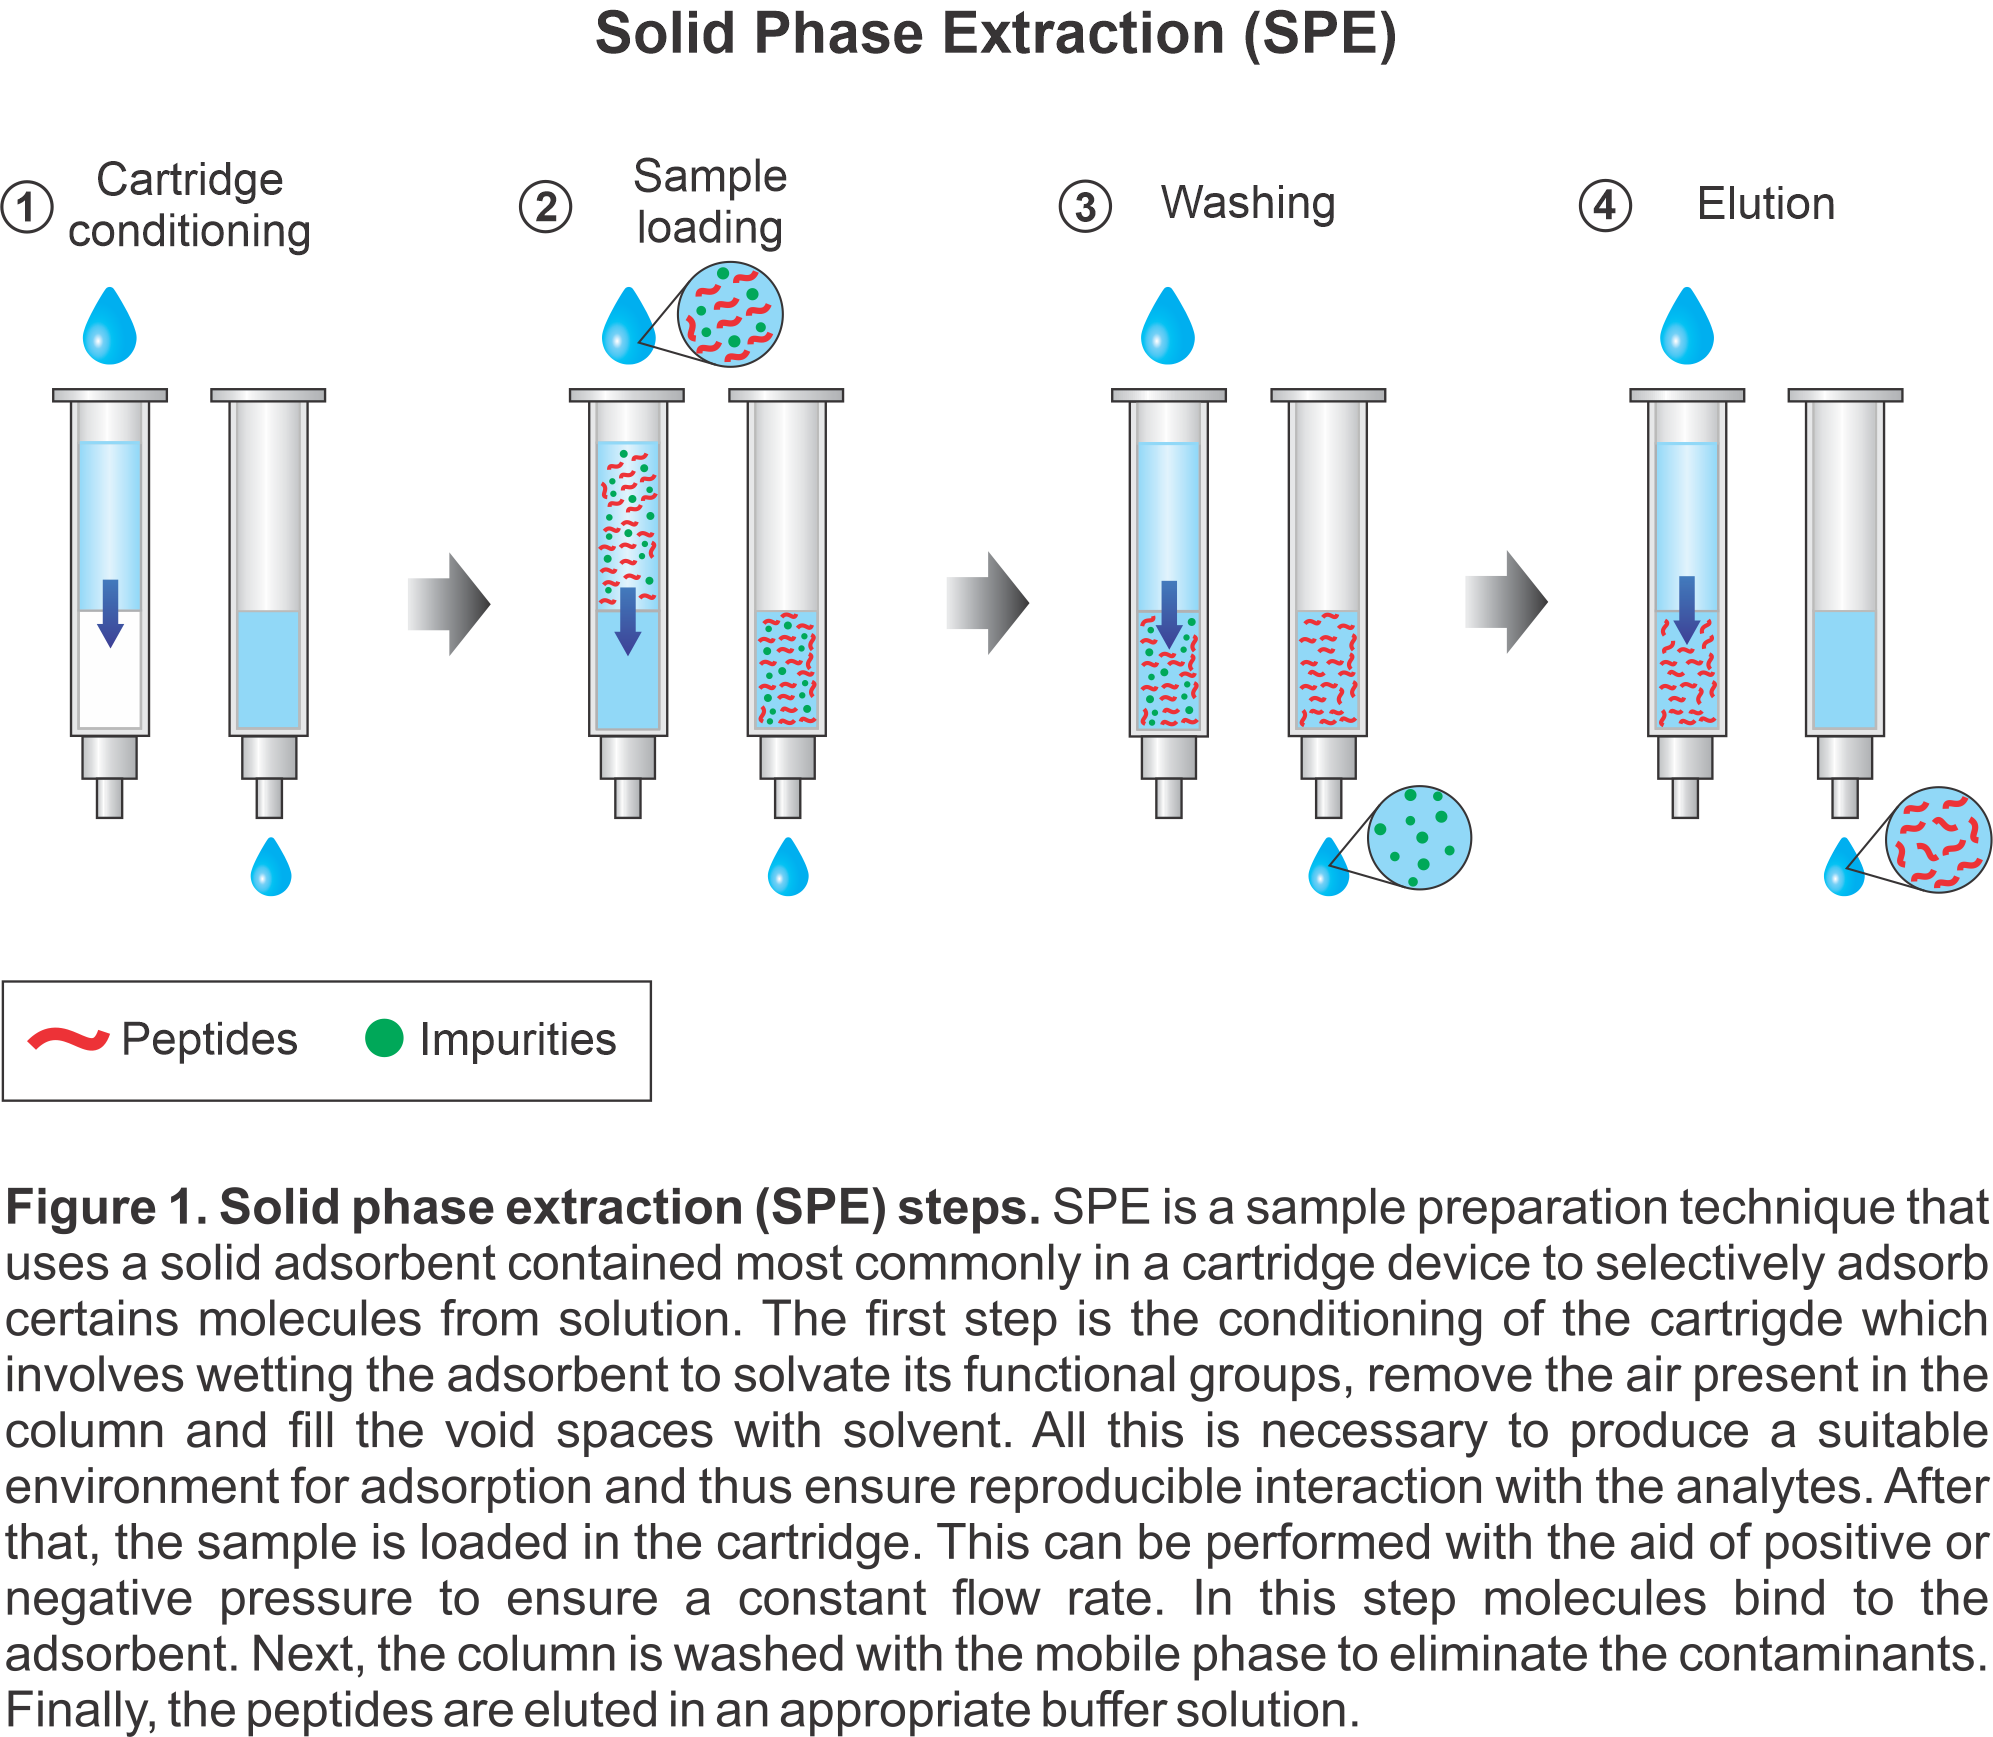 Solid Phase Extraction (SPE)
1 Cartridge
conditioning
2 Sample
loading
3 Washing
4 Elution
Peptides Impurities
Figure 1. Solid phase extraction (SPE) steps. SPE is a sample preparation technique that
uses a solid adsorbent contained most commonly in a cartridge device to selectively adsorb
certains molecules from solution. The first step is the conditioning of the cartrigde which
involves wetting the adsorbent to solvate its functional groups, remove the air present in the
column and fill the void spaces with solvent. All this is necessary to produce a suitable
environment for adsorption and thus ensure reproducible interaction with the analytes. After
that, the sample is loaded in the cartridge. This can be performed with the aid of positive or
negative pressure to ensure a constant flow rate. In this step molecules bind to the
adsorbent. Next, the column is washed with the mobile phase to eliminate the contaminants.
Finally, the peptides are eluted in an appropriate buffer solution.